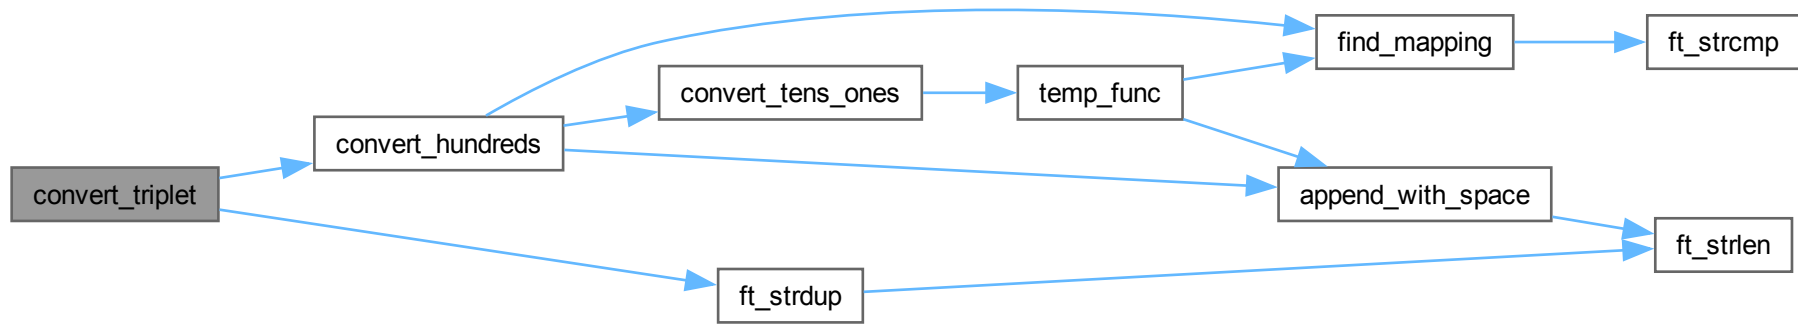 convert_triplet
convert_hundreds
convert_tens_ones
temp_func
find_mapping
ft_strcmp
append_with_space
ft_strlen
ft_strdup